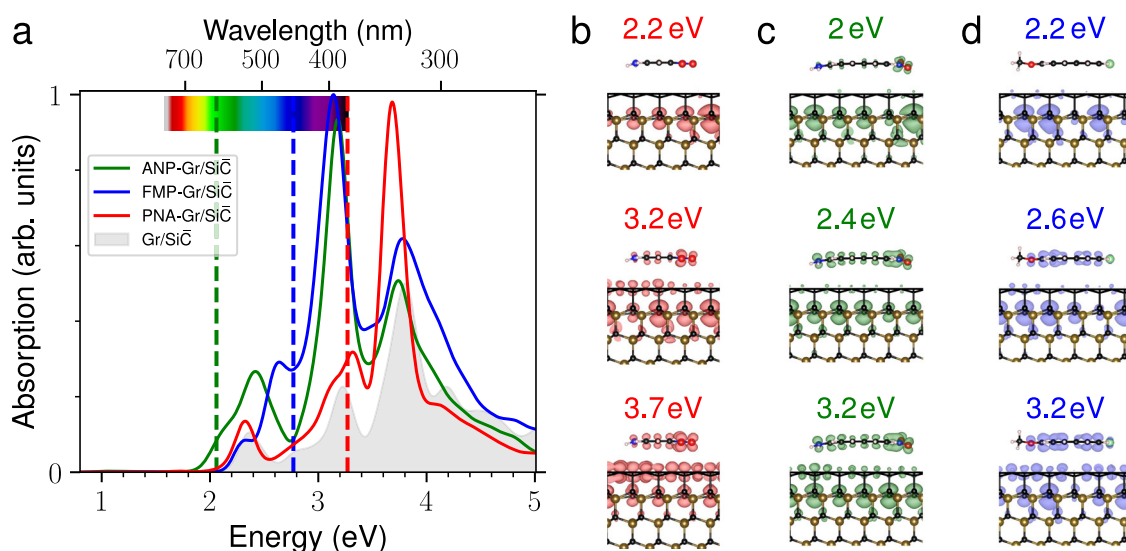 a
Wavelength (nm)
700 500 400 300
Absorption (arb. units)
1
0
ANP-Gr/SiC̅
FMP-Gr/SiC̅
PNA-Gr/SiC̅
Gr/SiC̅
1 2 3 4 5
Energy (eV)
b
2.2 eV
3.2 eV
3.7 eV
c
2 eV
2.4 eV
3.2 eV
d
2.2 eV
2.6 eV
3.2 eV